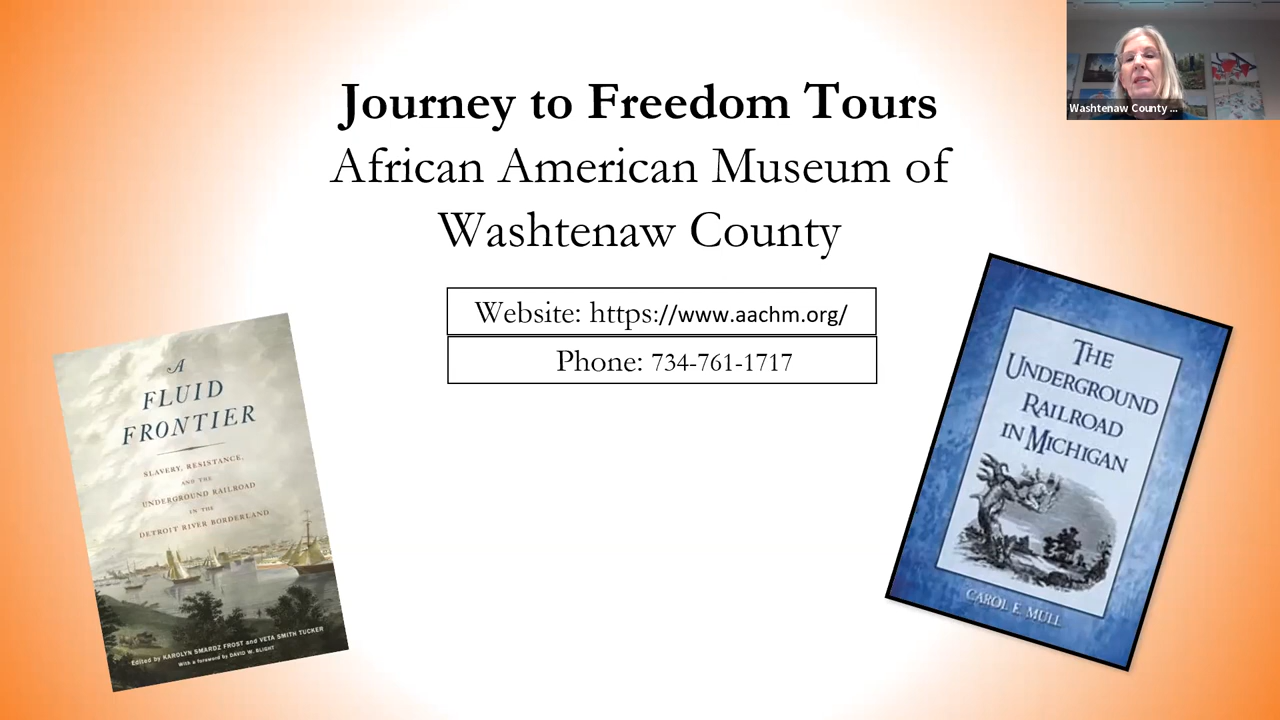 Journey to Freedom Tours
African American Museum of
Washtenaw County
Website: https://www.aachm.org/
Phone: 734-761-1717
Washtenaw County ...
A
FLUID
FRONTIER
SLAVERY, RESISTANCE,
AND THE
UNDERGROUND RAILROAD
IN THE
DETROIT RIVER BORDERLAND
Edited by KAROLYN SMARDZ FROST and VETA SMITH TUCKER
With a foreword by DAVID W. BLIGHT
THE
UNDERGROUND
RAILROAD
IN MICHIGAN
CAROL E. MULL